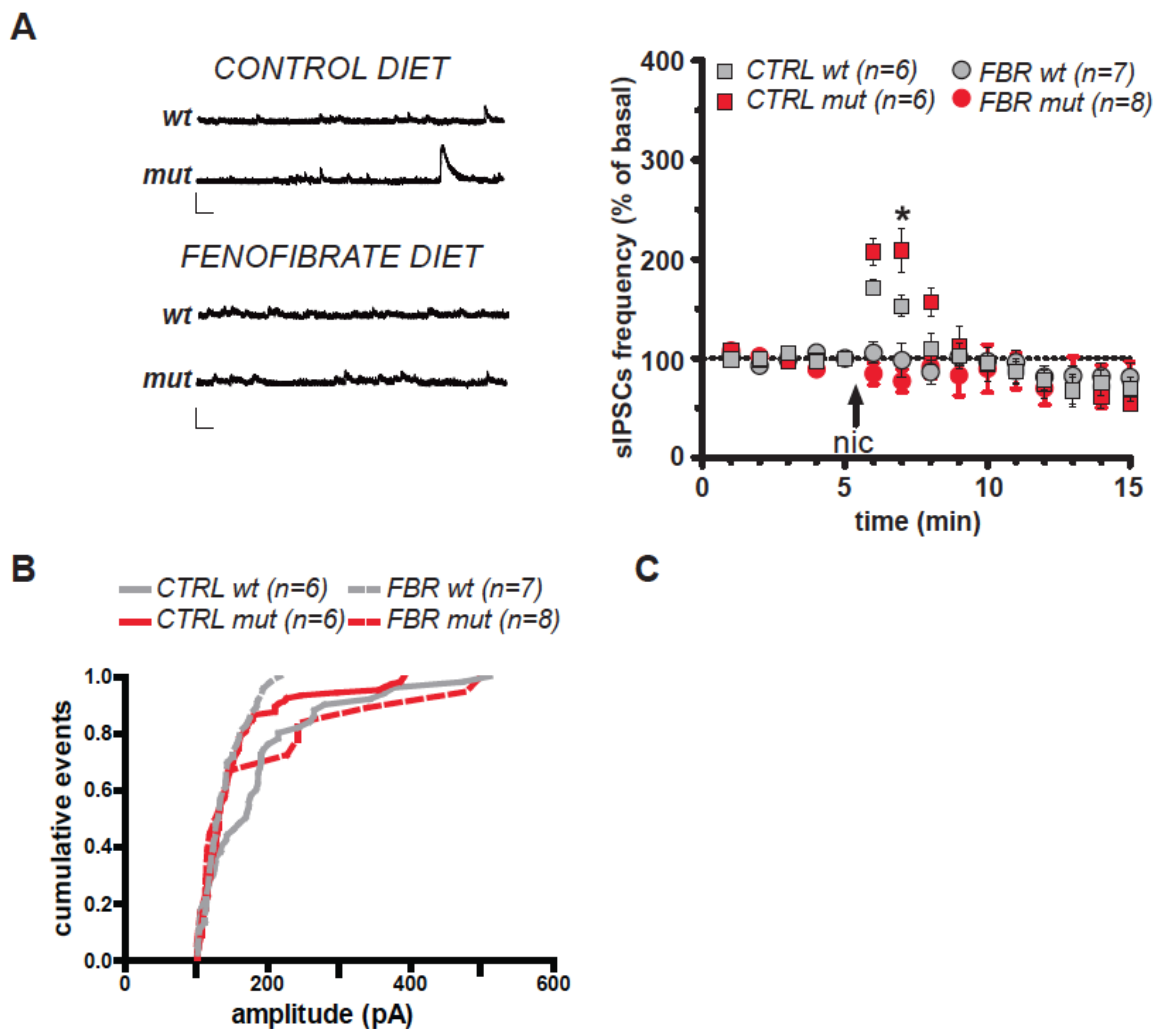 A
CONTROL DIET
wt
mut
FENOFIBRATE DIET
wt
mut
400
300
200
100
0
sIPSCs frequency (% of basal)
CTRL wt (n=6)
FBR wt (n=7)
CTRL mut (n=6)
FBR mut (n=8)
*
nic
0
5
10
15
time (min)
B
CTRL wt (n=6)
FBR wt (n=7)
CTRL mut (n=6)
FBR mut (n=8)
1.0
0.8
0.6
0.4
0.2
0.0
cumulative events
0
200
400
600
amplitude (pA)
C